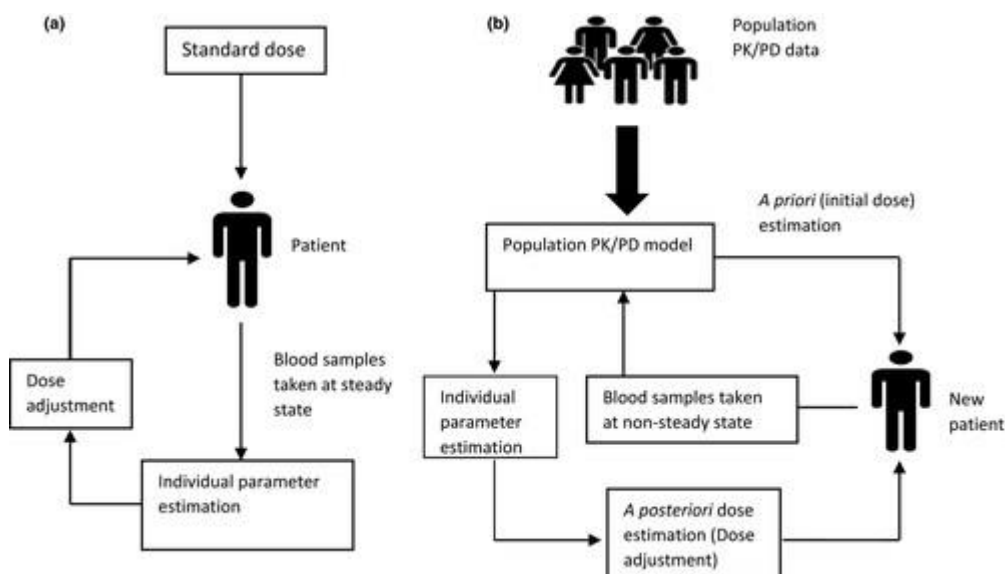 (a)
Standard dose
Patient
Blood samples
taken at steady
state
Dose
adjustment
Individual parameter
estimation
(b)
Population
PK/PD data
A priori (initial dose)
estimation
Population PK/PD model
Individual
parameter
estimation
Blood samples taken
at non-steady state
New
patient
A posteriori dose
estimation (Dose
adjustment)